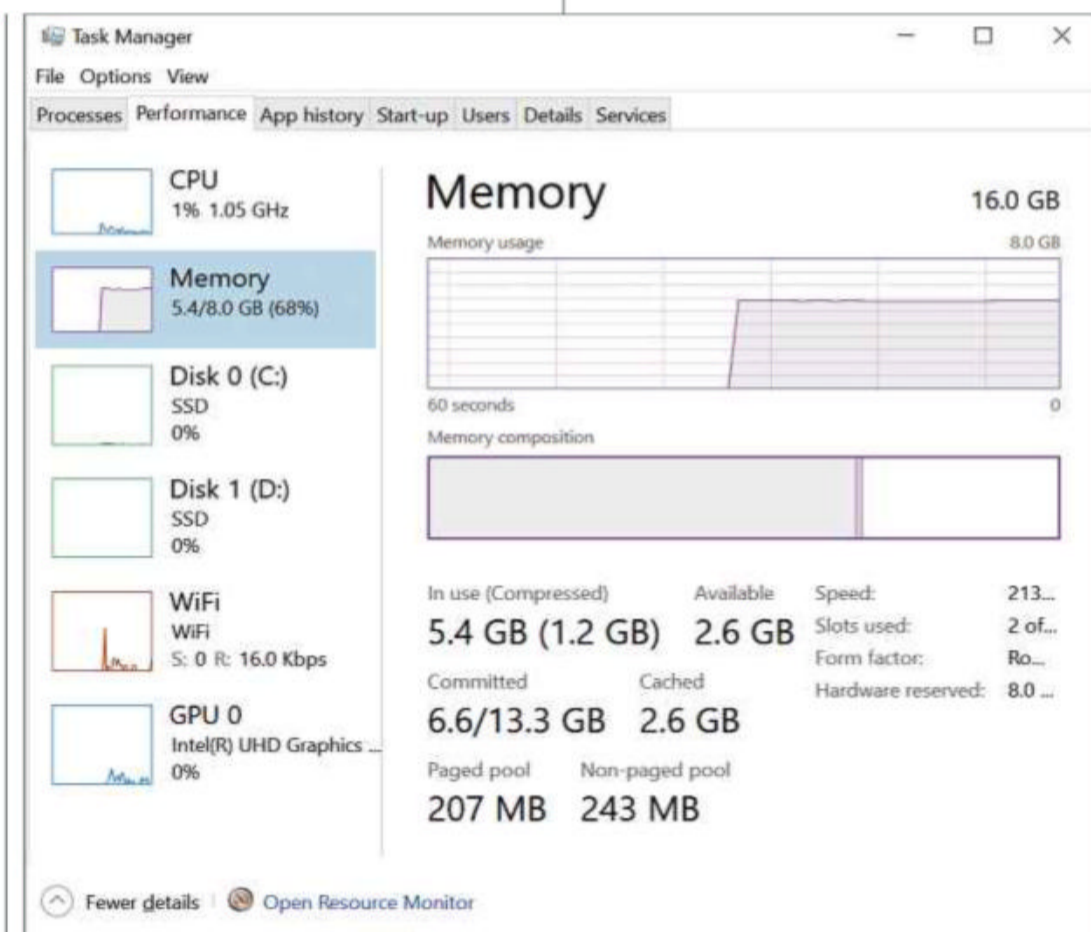 Task Manager
File Options View
Processes Performance App history Start-up Users Details Services
CPU
1% 1.05 GHz
Memory
5.4/8.0 GB (68%)
Disk 0 (C:)
SSD
0%
Disk 1 (D:)
SSD
0%
WiFi
WiFi
S: 0 R: 16.0 Kbps
GPU 0
Intel(R) UHD Graphics ...
0%
Memory 16.0 GB
Memory usage 8.0 GB
60 seconds 0
Memory composition
In use (Compressed) Available
5.4 GB (1.2 GB) 2.6 GB
Committed Cached
6.6/13.3 GB 2.6 GB
Paged pool Non-paged pool
207 MB 243 MB
Speed: 213...
Slots used: 2 of...
Form factor: Ro...
Hardware reserved: 8.0 ...
Fewer details Open Resource Monitor